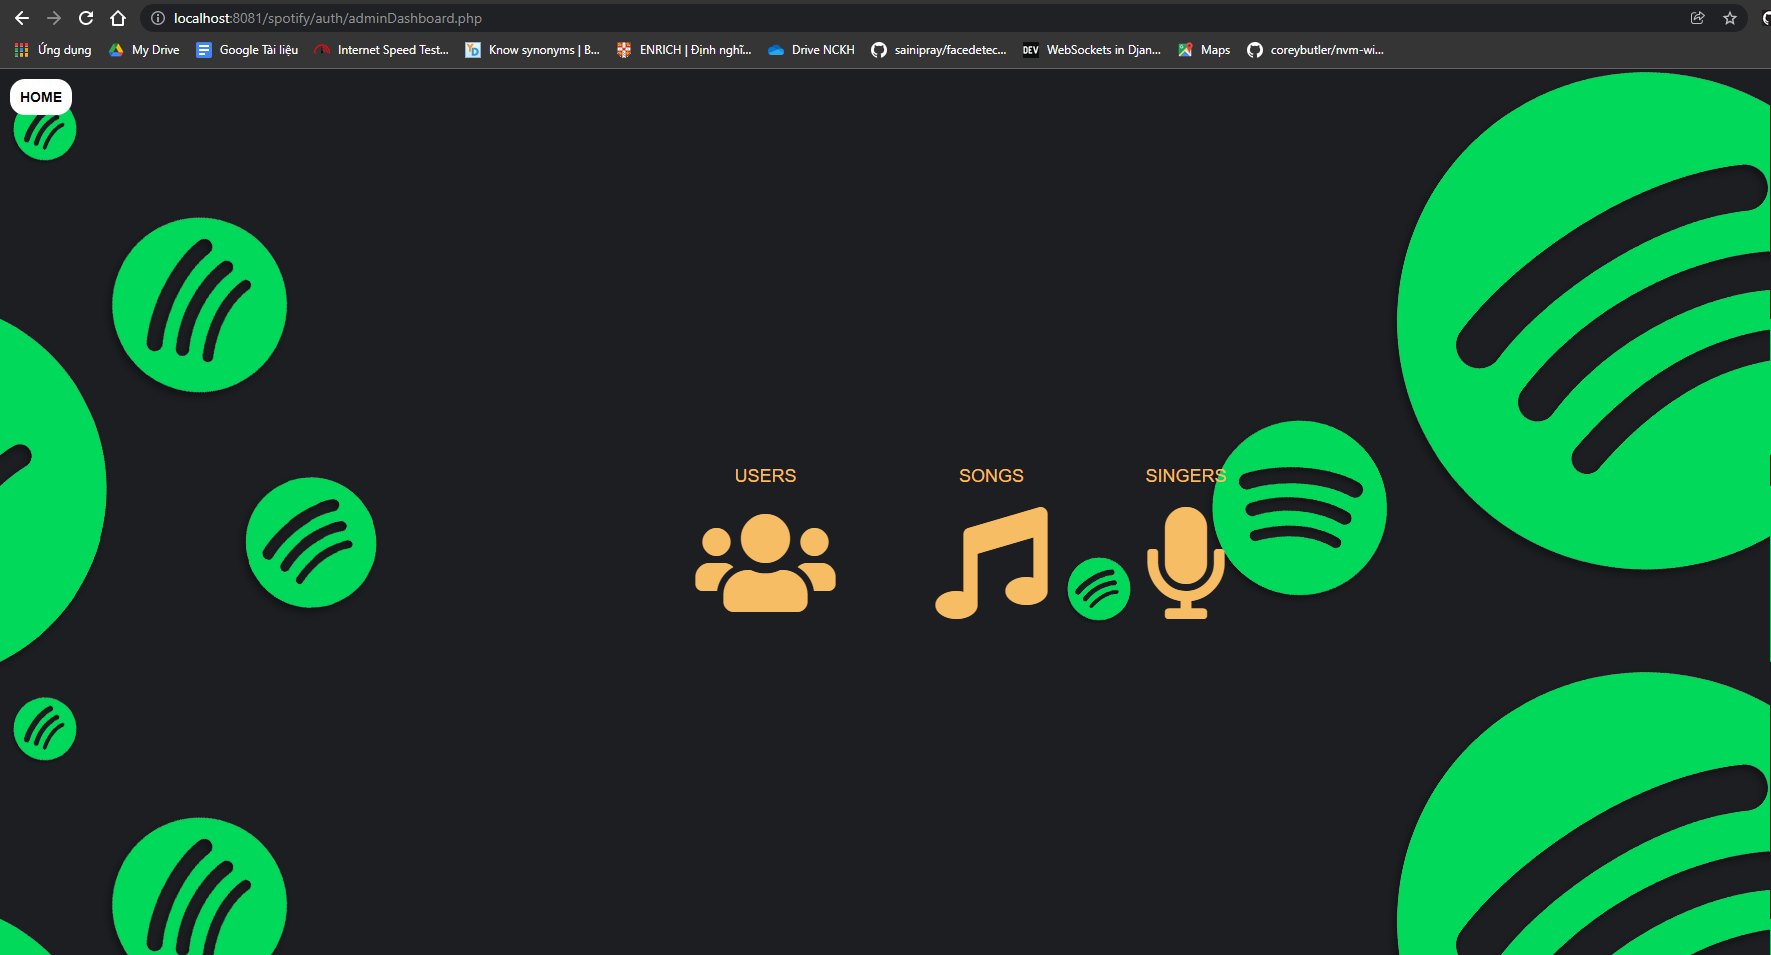 localhost:8081/spotify/auth/adminDashboard.php
Ứng dụng My Drive Google Tài liệu Internet Speed Test... Know synonyms | B... ENRICH | Định nghĩ... Drive NCKH sainipray/facedetec... DEV WebSockets in Djan... Maps coreybutler/nvm-wi...
HOME
USERS SONGS SINGERS